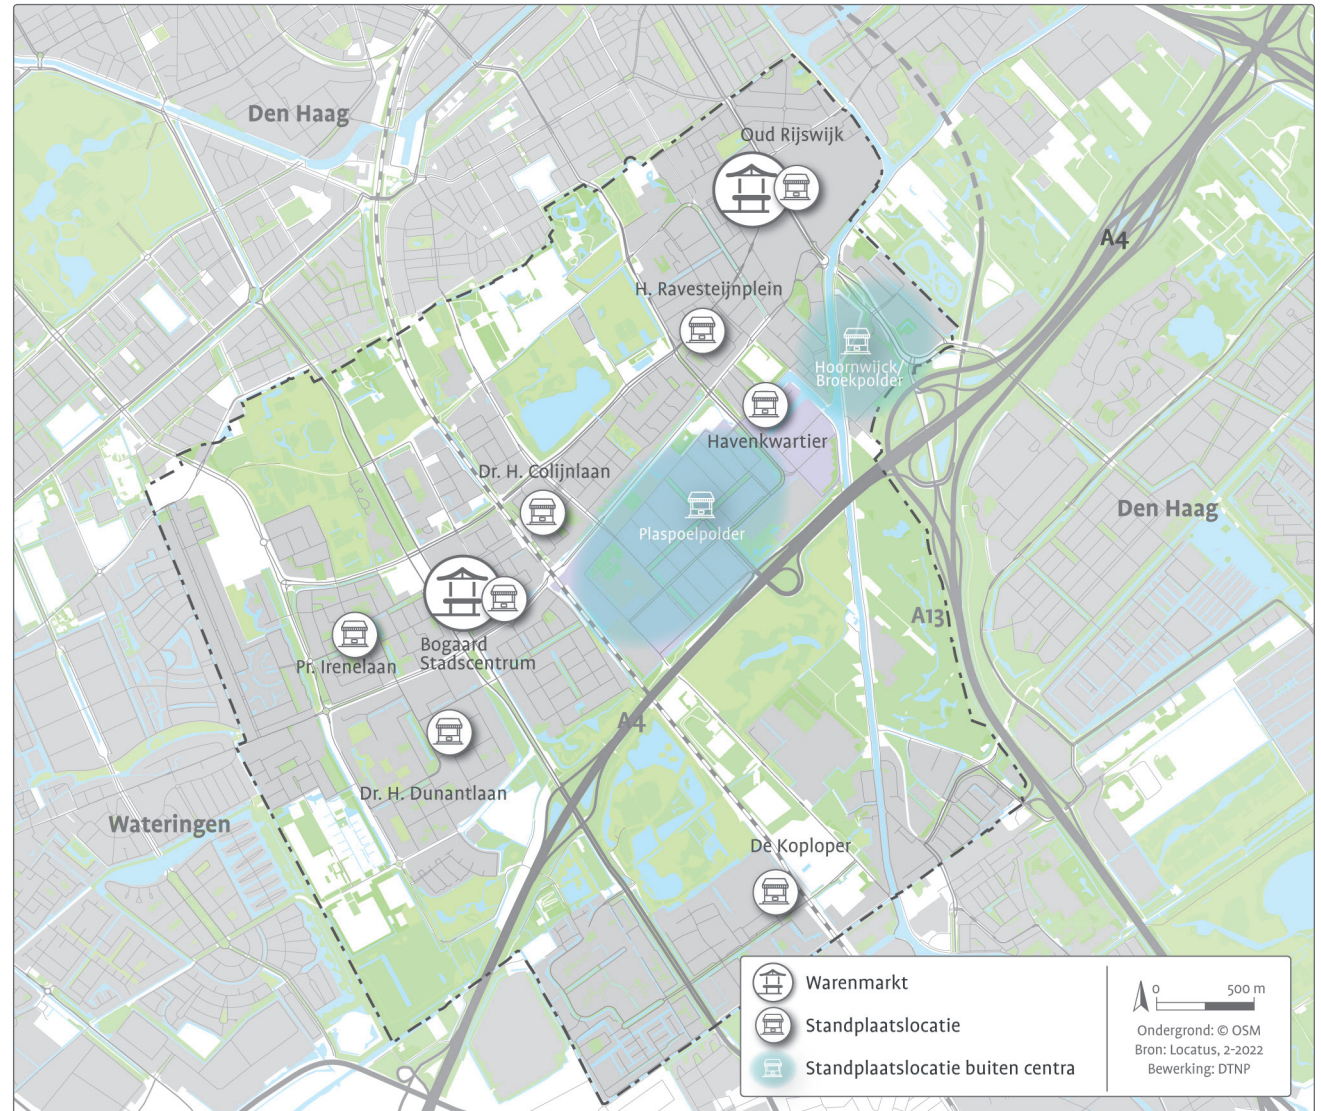 Den Haag
Oud Rijswijk
A4
H. Ravesteijnplein
Hoornwijck/
Broekpolder
Havenkwartier
Dr. H. Colijnlaan
Plaspoelpolder
Den Haag
A13
Bogaard
Stadscentrum
Pr. Irenelaan
A4
Dr. H. Dunantlaan
Wateringen
De Koploper
Warenmarkt
Standplaatslocatie
Standplaatslocatie buiten centra
0 500 m
Ondergrond: © OSM
Bron: Locatus, 2-2022
Bewerking: DTNP